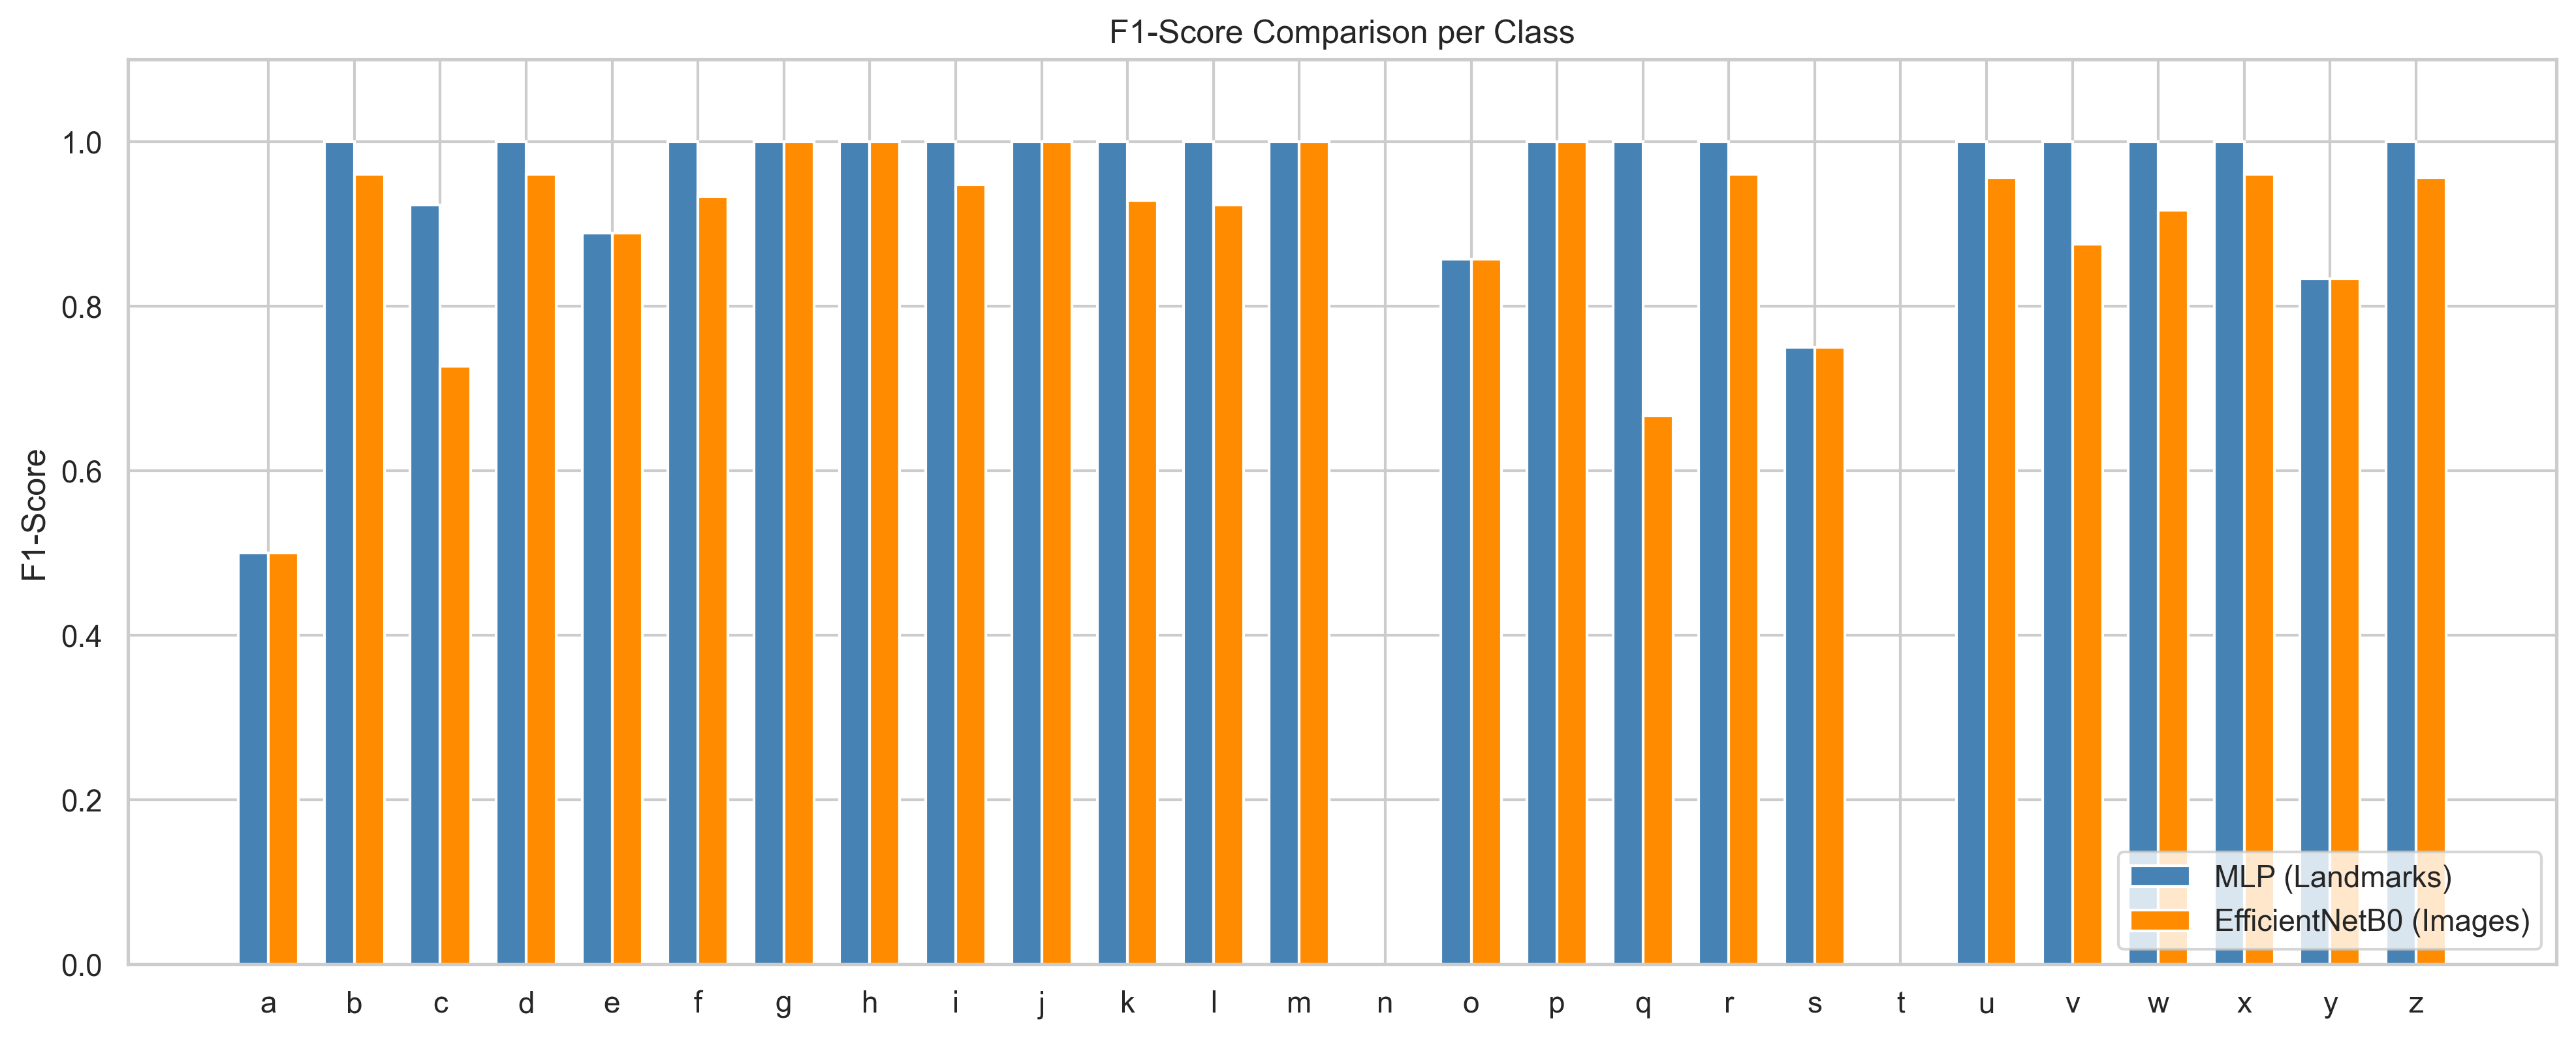 F1-Score Comparison per Class
F1-Score
1.0
0.8
0.6
0.4
0.2
0.0
a b c d e f g h i j k l m n o p q r s t u v w x y z
MLP (Landmarks)
EfficientNetB0 (Images)